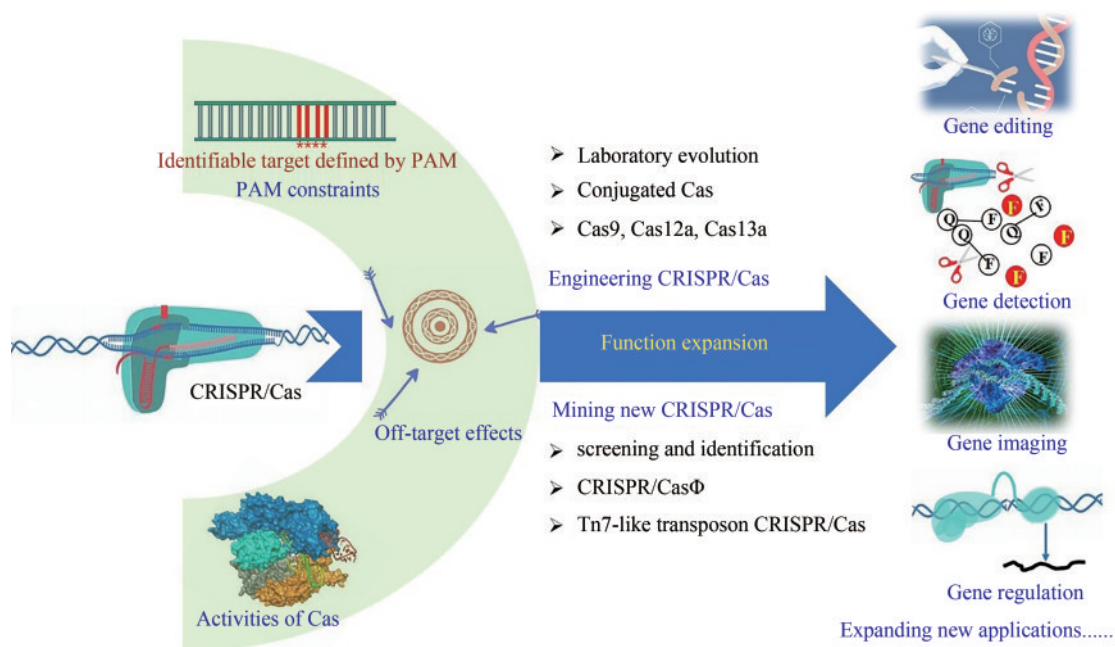 ****
Identifiable target defined by PAM
PAM constraints
CRISPR/Cas
Off-target effects
Activities of Cas
➢ Laboratory evolution
➢ Conjugated Cas
➢ Cas9, Cas12a, Cas13a
Engineering CRISPR/Cas
Function expansion
Mining new CRISPR/Cas
➢ screening and identification
➢ CRISPR/CasΦ
➢ Tn7-like transposon CRISPR/Cas
Gene editing
F
F
Q
F
Q
Q
F
F
F
F
Gene detection
Gene imaging
Gene regulation
Expanding new applications......